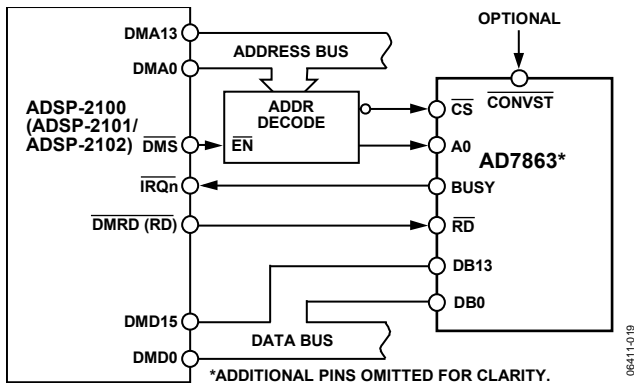 OPTIONAL
DMA13
ADDRESS BUS
DMA0
ADSP-2100
(ADSP-2101/
ADSP-2102)
ADDR
DECODE
DMS
EN
CS
CONVST
A0
AD7863*
IRQn
BUSY
DMRD (RD)
RD
DB13
DB0
DMD15
DATA BUS
DMD0
*ADDITIONAL PINS OMITTED FOR CLARITY.
06411-019